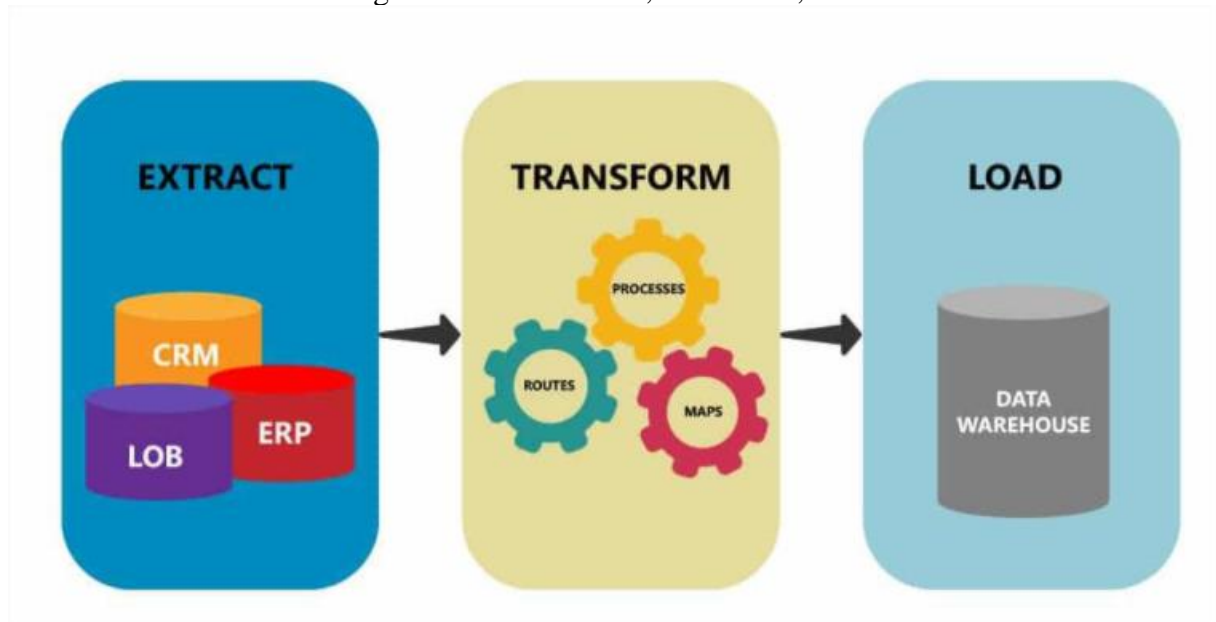 EXTRACT
CRM
LOB
ERP
TRANSFORM
PROCESSES
ROUTES
MAPS
LOAD
DATA
WAREHOUSE